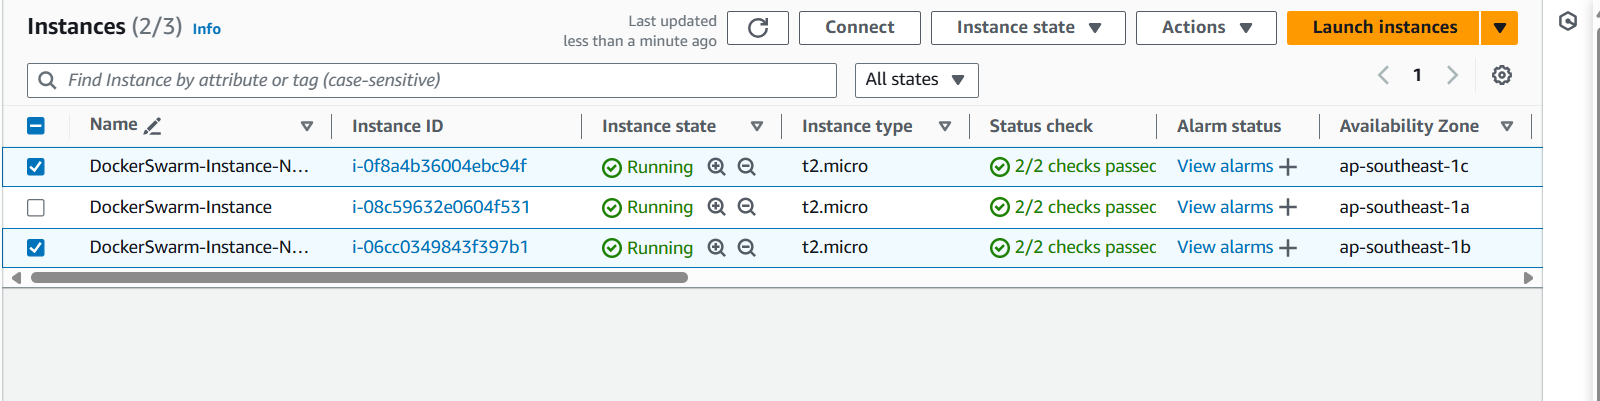 Instances (2/3) Info
Last updated
less than a minute ago
Connect
Instance state
Actions
Launch instances
Find Instance by attribute or tag (case-sensitive)
All states
1
Name Instance ID Instance state Instance type Status check Alarm status Availability Zone
DockerSwarm-Instance-N... i-0f8a4b36004ebc94f Running t2.micro 2/2 checks passed View alarms ap-southeast-1c
DockerSwarm-Instance i-08c59632e0604f531 Running t2.micro 2/2 checks passed View alarms ap-southeast-1a
DockerSwarm-Instance-N... i-06cc0349843f397b1 Running t2.micro 2/2 checks passed View alarms ap-southeast-1b